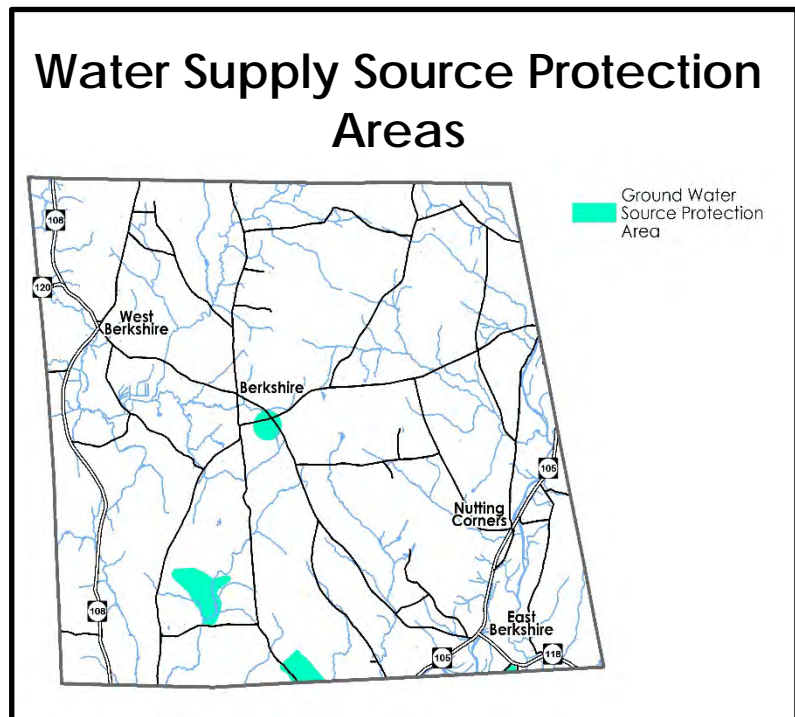 Water Supply Source Protection
Areas
Ground Water
Source Protection
Area
108
120
West
Berkshire
Berkshire
105
Nutting
Corners
108
East
Berkshire
105
118